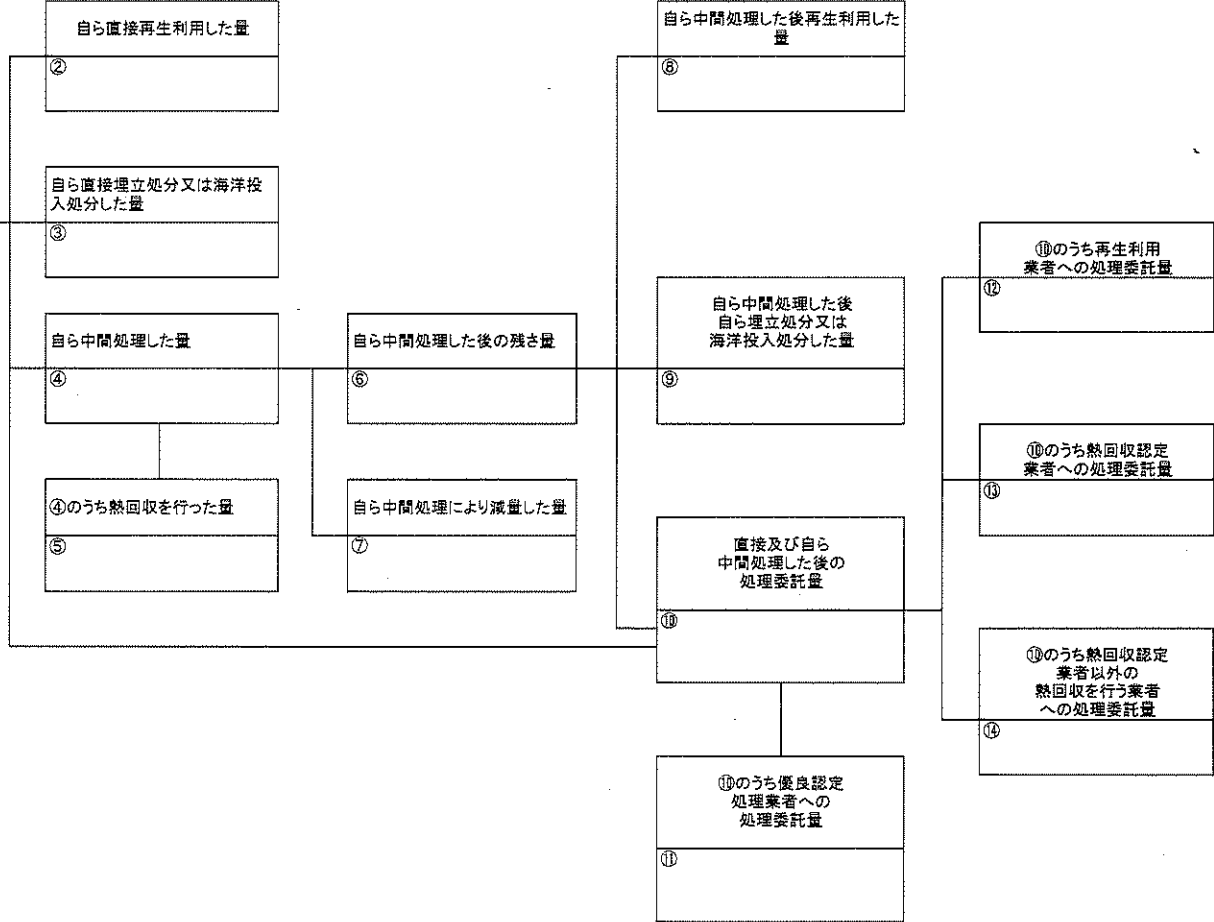 自ら直接再生利用した量
②
自ら直接埋立処分又は海洋投
入処分した量
③
自ら中間処理した量
④
④のうち熱回収を行った量
⑤
自ら中間処理した後の残さ量
⑥
自ら中間処理により減量した量
⑦
自ら中間処理した後再生利用した
量
⑧
自ら中間処理した後
自ら埋立処分又は
海洋投入処分した量
⑨
直接及び自ら
中間処理した後の
処理委託量
⑩
⑩のうち優良認定
処理業者への
処理委託量
⑪
⑩のうち再生利用
業者への処理委託量
⑫
⑩のうち熱回収認定
業者への処理委託量
⑬
⑩のうち熱回収認定
業者以外の
熱回収を行う業者
への処理委託量
⑭